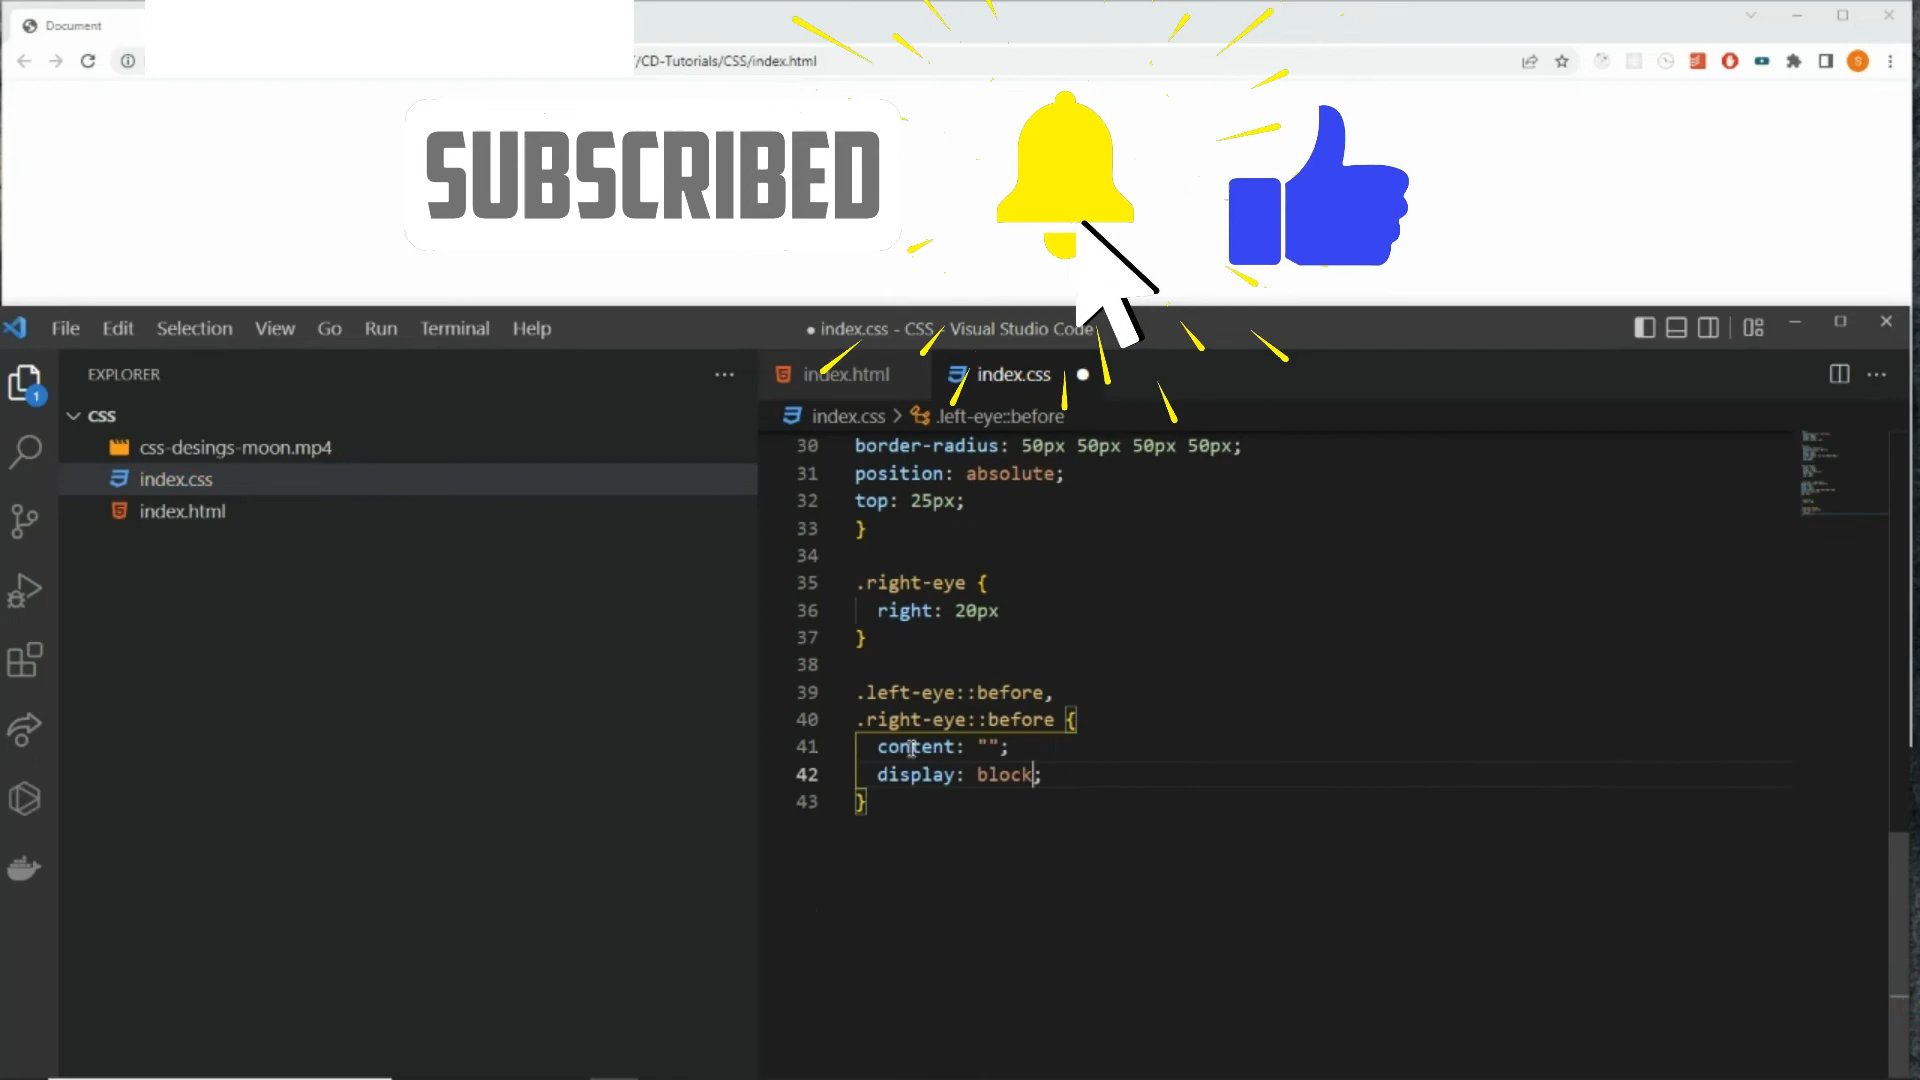 Document
/CD-Tutorials/CSS/index.html
S
SUBSCRIBED
File Edit Selection View Go Run Terminal Help
● index.css - CSS - Visual Studio Code
EXPLORER
index.html
index.css
1
index.css > .left-eye::before
CSS
css-desings-moon.mp4
index.css
index.html
30 border-radius: 50px 50px 50px 50px;
31 position: absolute;
32 top: 25px;
33 }
34
35 .right-eye {
36 right: 20px
37 }
38
39 .left-eye::before,
40 .right-eye::before {
41 content: "";
42 display: block;
43 }